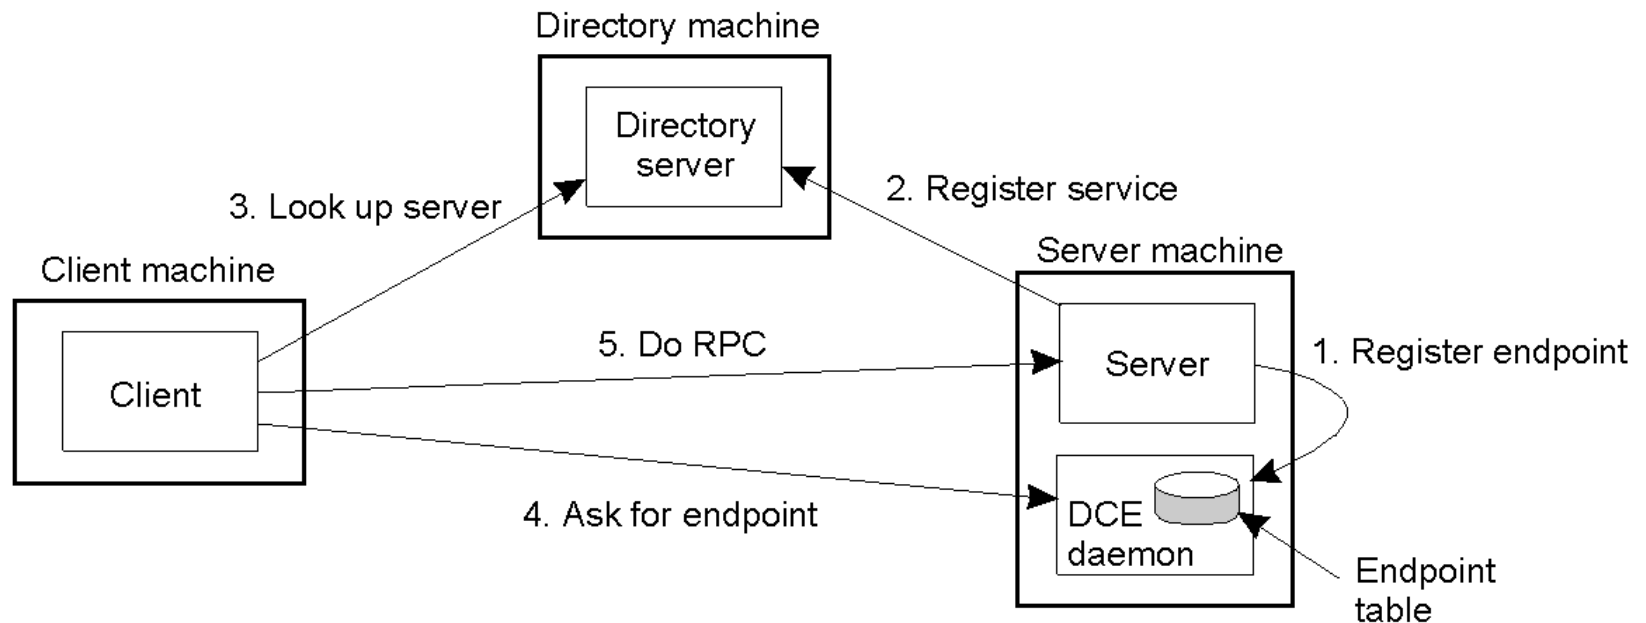 Directory machine
Directory
server
3. Look up server
2. Register service
Client machine
Server machine
5. Do RPC
Client
Server
1. Register endpoint
4. Ask for endpoint
DCE
daemon
Endpoint
table